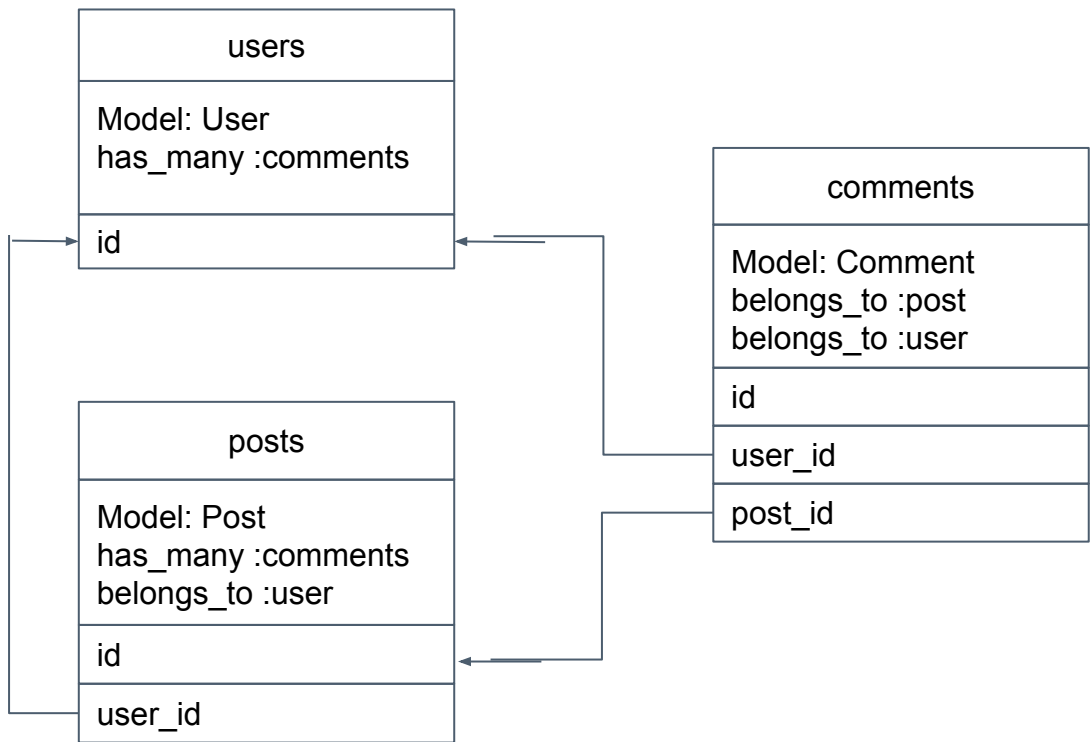 users
Model: User
has_many :comments
id
comments
Model: Comment
belongs_to :post
belongs_to :user
id
user_id
post_id
posts
Model: Post
has_many :comments
belongs_to :user
id
user_id